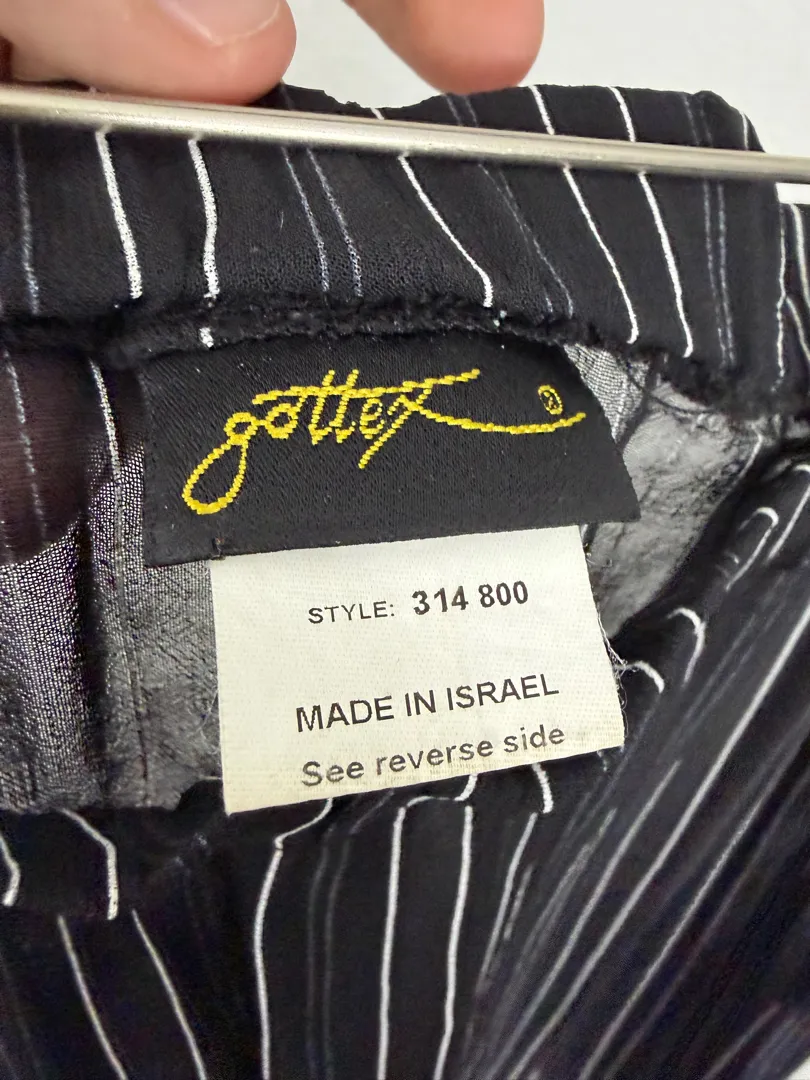 gottex ®
STYLE: 314 800
MADE IN ISRAEL
See reverse side